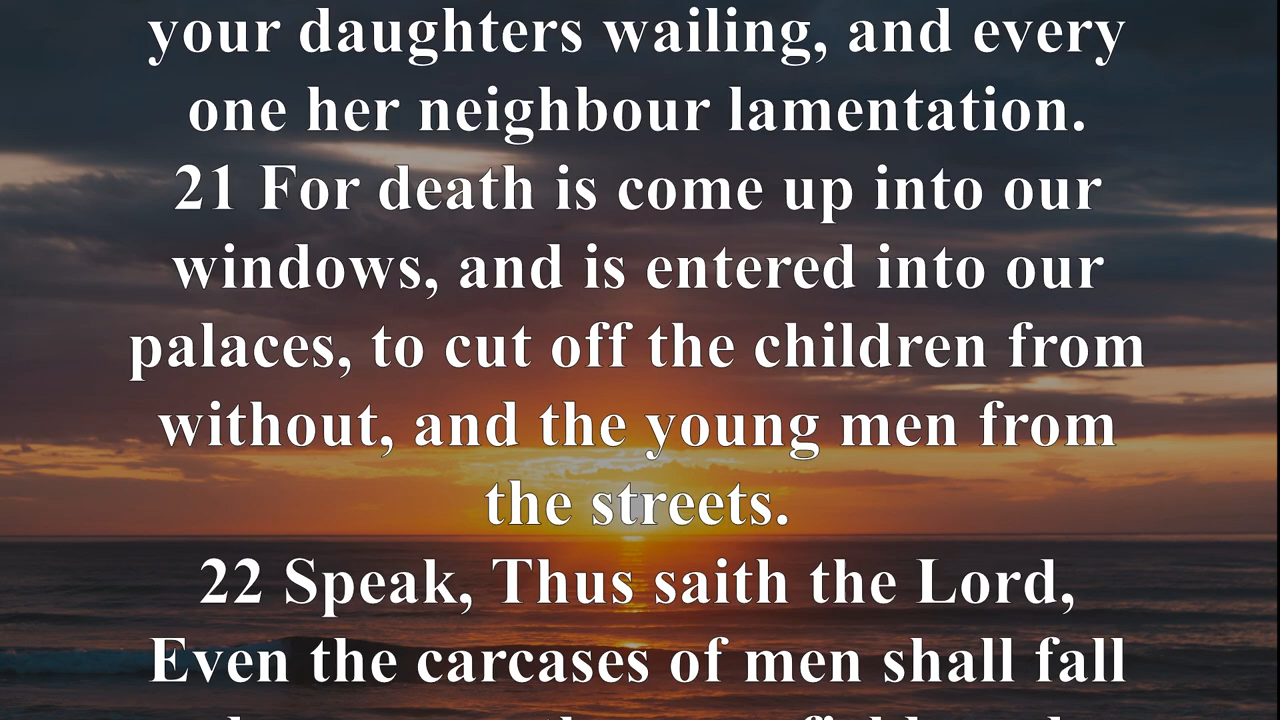 your daughters wailing, and every
one her neighbour lamentation.
21 For death is come up into our
windows, and is entered into our
palaces, to cut off the children from
without, and the young men from
the streets.
22 Speak, Thus saith the Lord,
Even the carcases of men shall fall